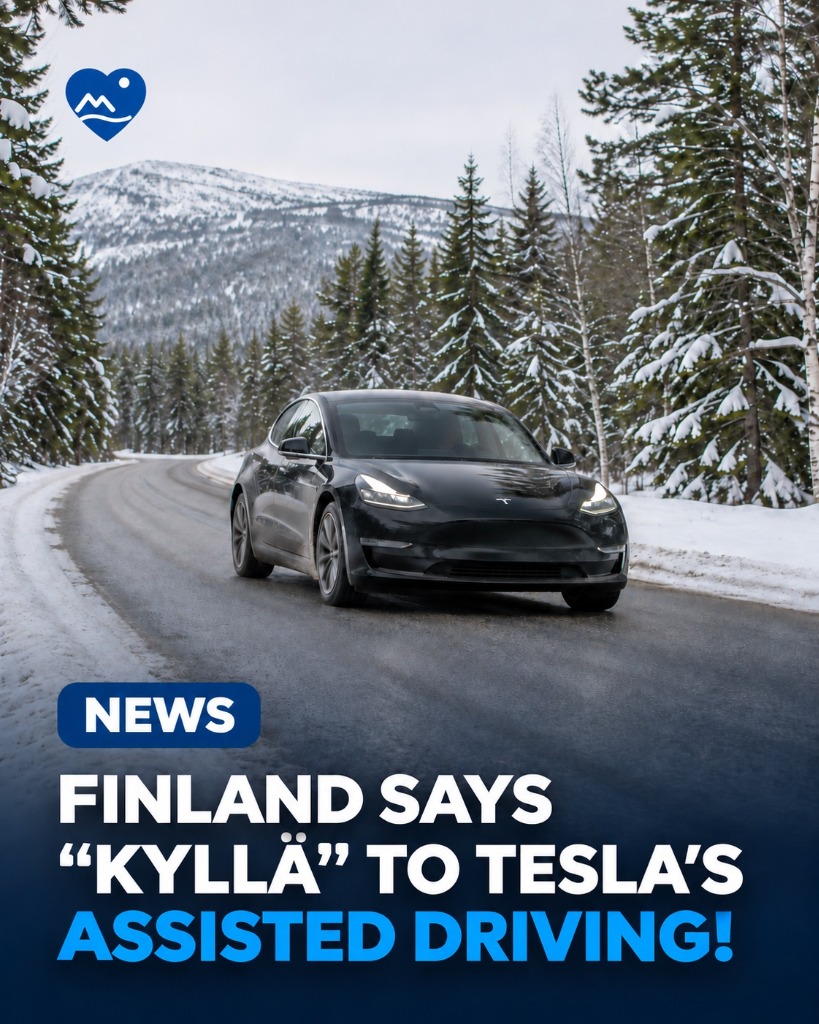 NEWS
FINLAND SAYS
“KYLLÄ” TO TESLA’S
ASSISTED DRIVING!